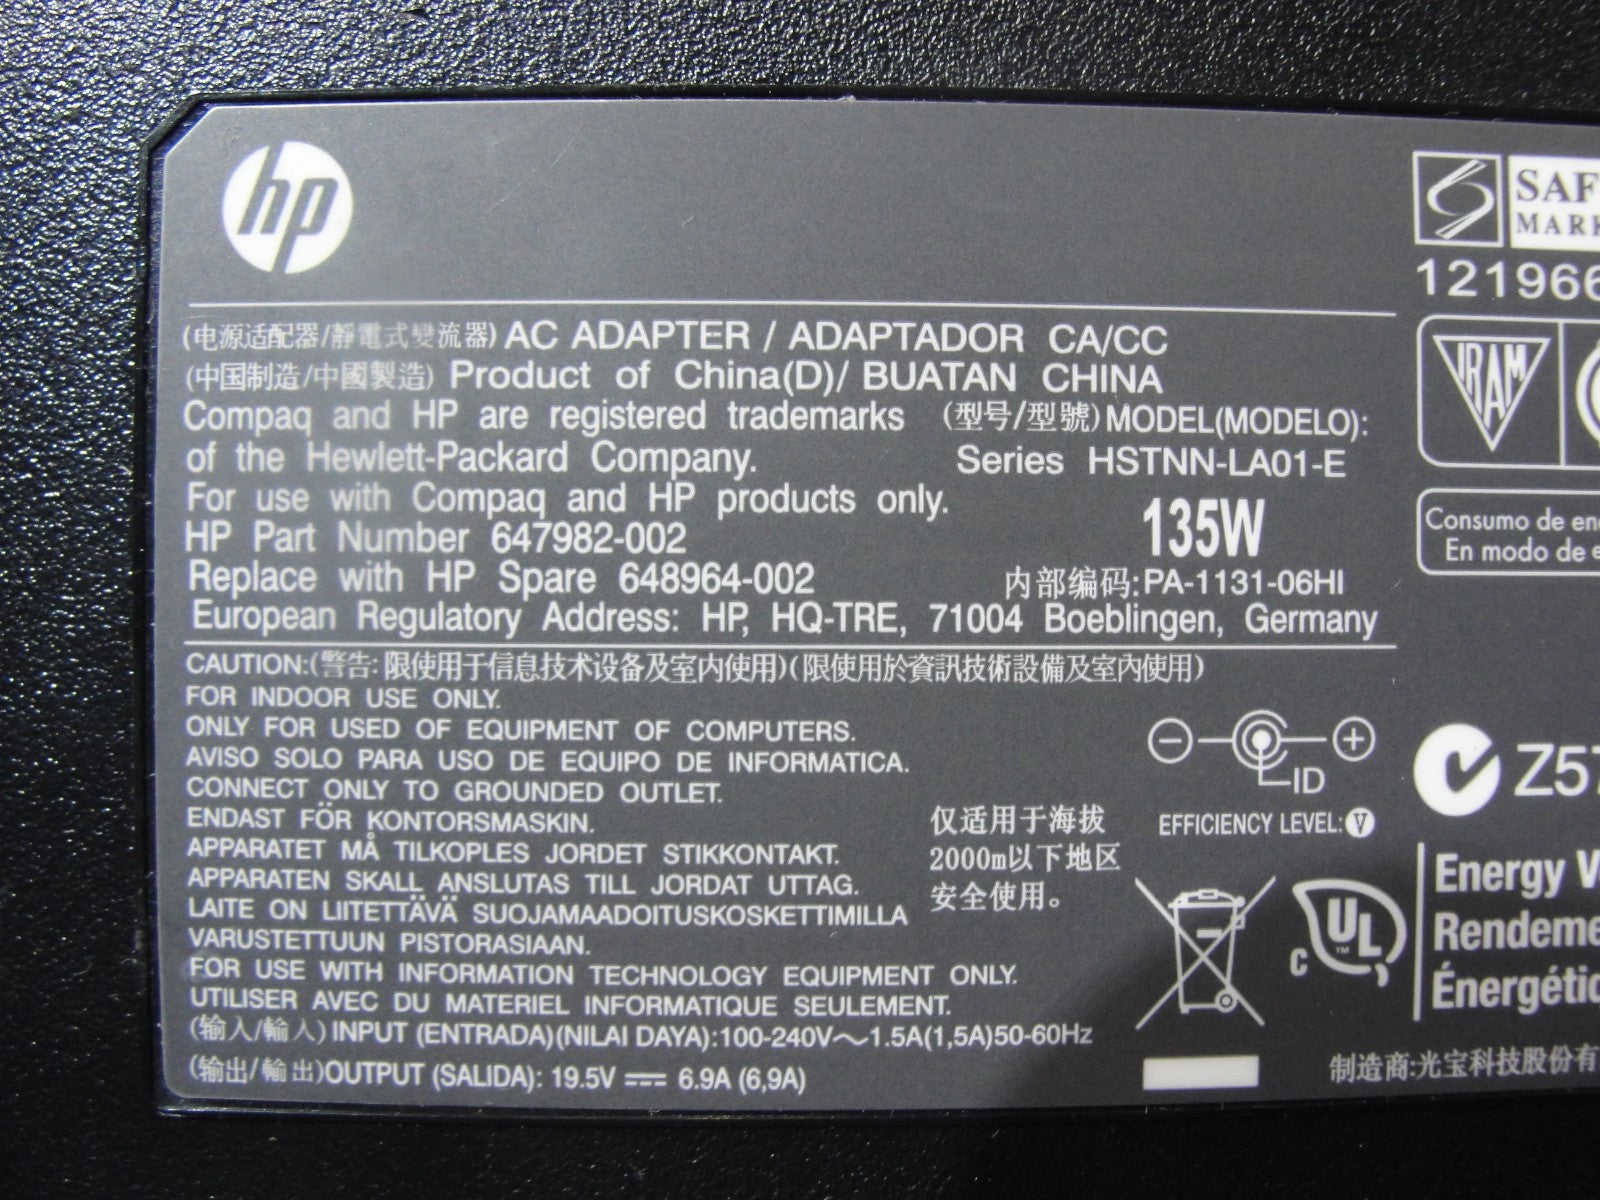 hp
(电源适配器/靜電式變流器) AC ADAPTER / ADAPTADOR CA/CC
(中国制造/中國製造) Product of China(D)/ BUATAN CHINA
Compaq and HP are registered trademarks
of the Hewlett-Packard Company.
For use with Compaq and HP products only.
HP Part Number 647982-002
Replace with HP Spare 648964-002
(型号/型號) MODEL(MODELO):
Series HSTNN-LA01-E
135W
内部编码:PA-1131-06HI
European Regulatory Address: HP, HQ-TRE, 71004 Boeblingen, Germany
CAUTION:(警告: 限使用于信息技术设备及室内使用)(限使用於資訊技術設備及室內使用)
FOR INDOOR USE ONLY.
ONLY FOR USED OF EQUIPMENT OF COMPUTERS.
AVISO SOLO PARA USO DE EQUIPO DE INFORMATICA.
CONNECT ONLY TO GROUNDED OUTLET.
ENDAST FÖR KONTORSMASKIN.
APPARATET MÅ TILKOPLES JORDET STIKKONTAKT.
APPARATEN SKALL ANSLUTAS TILL JORDAT UTTAG.
LAITE ON LIITETTÄVÄ SUOJAMAADOITUSKOSKETTIMILLA
VARUSTETTUUN PISTORASIAAN.
FOR USE WITH INFORMATION TECHNOLOGY EQUIPMENT ONLY.
UTILISER AVEC DU MATERIEL INFORMATIQUE SEULEMENT.
(输入/輸入) INPUT (ENTRADA)(NILAI DAYA):100-240V～1.5A(1,5A)50-60Hz
(输出/輸出)OUTPUT (SALIDA): 19.5V ⎓ 6.9A (6,9A)
仅适用于海拔
2000m以下地区
安全使用。
ID
EFFICIENCY LEVEL: V
c UL ™
SAF
MARK
121966
IRAM
Consumo de en
En modo de e
Z57
Energy V
Rendeme
Énergétic
制造商:光宝科技股份有